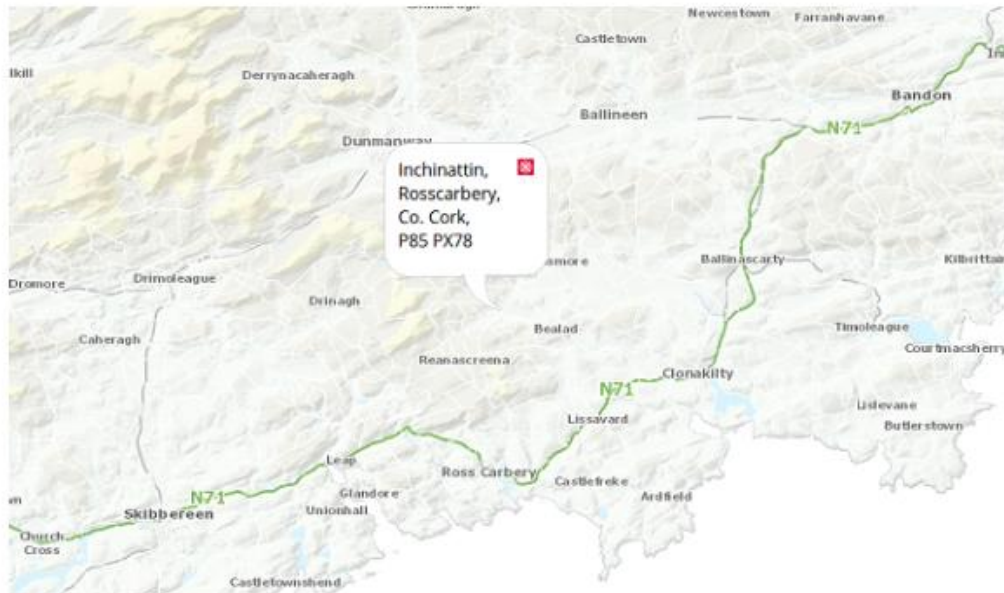 Newcestown
Farranhavane
Castletown
lkill
Derrynacaheragh
Bandon
Ballineen
N71
Dunmanway
Inchinattin,
Rosscarbery,
Co. Cork,
P85 PX78
amore
Ballinascarty
Kilbrittain
Dromore
Drimoleague
Drinagh
Bealad
Timoleague
Caheragh
Courtmacsherry
Reanascreena
Clonakilty
N71
Lislevane
Lissavard
Butlerstown
Leap
Ross Carbery
Castlefreke
Glandore
Ardfield
N71
Unionhall
Skibbereen
Church
Cross
Castletownshend